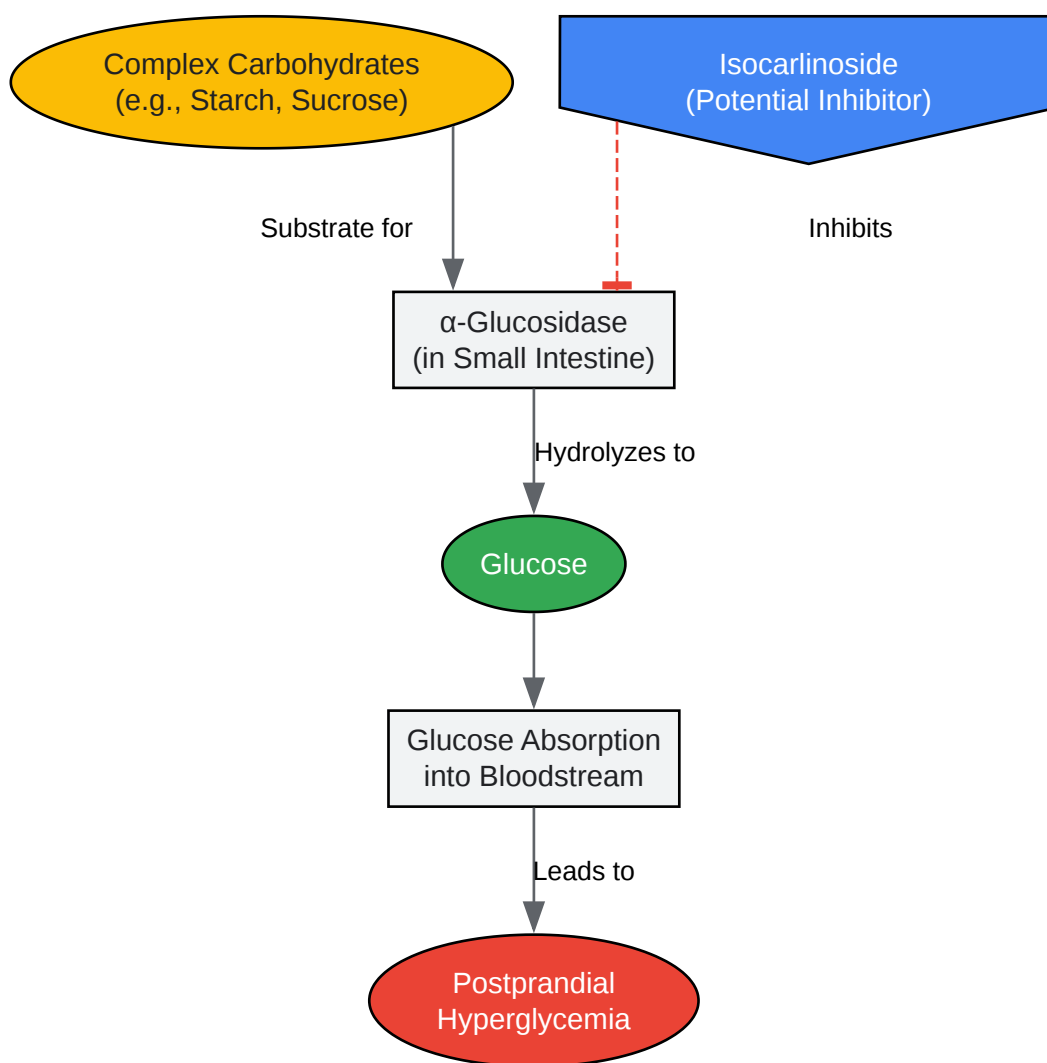 Complex Carbohydrates
(e.g., Starch, Sucrose)
Isocarlinoside
(Potential Inhibitor)
Substrate for
Inhibits
α-Glucosidase
(in Small Intestine)
Hydrolyzes to
Glucose
Glucose Absorption
into Bloodstream
Leads to
Postprandial
Hyperglycemia